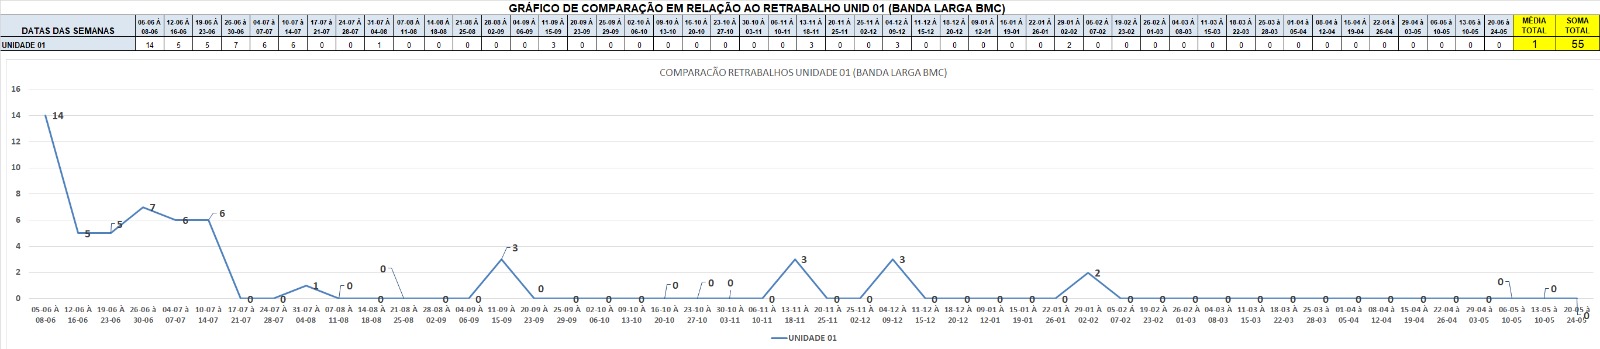 GRÁFICO DE COMPARAÇÃO EM RELAÇÃO AO RETRABALHO UNID 01 (BANDA LARGA BMC)
05-06 À 12-06 À 19-06 À 26-06 à 04-07 à 10-07 à 17-07 à 24-07 à 31-07 À 07-08 À 14-08 À 21-08 À 28-08 À 04-09 À 11-09 À 20-09 À 25-09 À 02-10 À 09-10 À 16-10 À 23-10 À 30-10 À 06-11 À 13-11 À 20-11 À 25-11 À 04-12 À 11-12 À 18-12 À 09-01 À 15-01 À 22-01 À 29-01 À 05-02 À 19-02 À 26-02 À 04-03 À 11-03 À 18-03 à 25-03 à 01-04 à 08-04 à 15-04 à 22-04 à 29-04 à 06-05 à 13-05 à 20-05 à MÉDIA SOMA
DATAS DAS SEMANAS 08-06 16-06 23-06 30-06 07-07 14-07 21-07 28-07 04-08 11-08 18-08 25-08 02-09 06-09 15-09 23-09 29-09 06-10 13-10 20-10 27-10 03-11 10-11 18-11 25-11 02-12 09-12 15-12 20-12 12-01 19-01 26-01 02-02 07-02 23-02 01-03 08-03 15-03 22-03 28-03 05-04 12-04 19-04 26-04 03-05 10-05 10-05 24-05 TOTAL TOTAL
UNIDADE 01 14 5 5 7 6 6 0 0 1 0 0 0 0 0 3 0 0 0 0 0 0 0 0 3 0 0 3 0 0 0 0 0 2 0 0 0 0 0 0 0 0 0 0 0 0 0 0 0 1 55
COMPARACÃO RETRABALHOS UNIDADE 01 (BANDA LARGA BMC)
16
14
12
10
8
6
4
2
0
14 5 5 7 6 6 0 0 1 0 0 0 0 0 3 0 0 0 0 0 0 0 0 3 0 0 3 0 0 0 0 0 2 0 0 0 0 0 0 0 0 0 0 0 0 0 0 0
05-06 À 12-06 À 19-06 À 26-06 à 04-07 à 10-07 à 17-07 à 24-07 à 31-07 À 07-08 À 14-08 À 21-08 À 28-08 À 04-09 À 11-09 À 20-09 À 25-09 À 02-10 À 09-10 À 16-10 À 23-10 À 30-10 À 06-11 À 13-11 À 20-11 À 25-11 À 04-12 À 11-12 À 18-12 À 09-01 À 15-01 À 22-01 À 29-01 À 05-02 À 19-02 À 26-02 À 04-03 À 11-03 À 18-03 à 25-03 à 01-04 à 08-04 à 15-04 à 22-04 à 29-04 à 06-05 à 13-05 à 20-05 à
08-06 16-06 23-06 30-06 07-07 14-07 21-07 28-07 04-08 11-08 18-08 25-08 02-09 06-09 15-09 23-09 29-09 06-10 13-10 20-10 27-10 03-11 10-11 18-11 25-11 02-12 09-12 15-12 20-12 12-01 19-01 26-01 02-02 07-02 23-02 01-03 08-03 15-03 22-03 28-03 05-04 12-04 19-04 26-04 03-05 10-05 10-05 24-05
UNIDADE 01